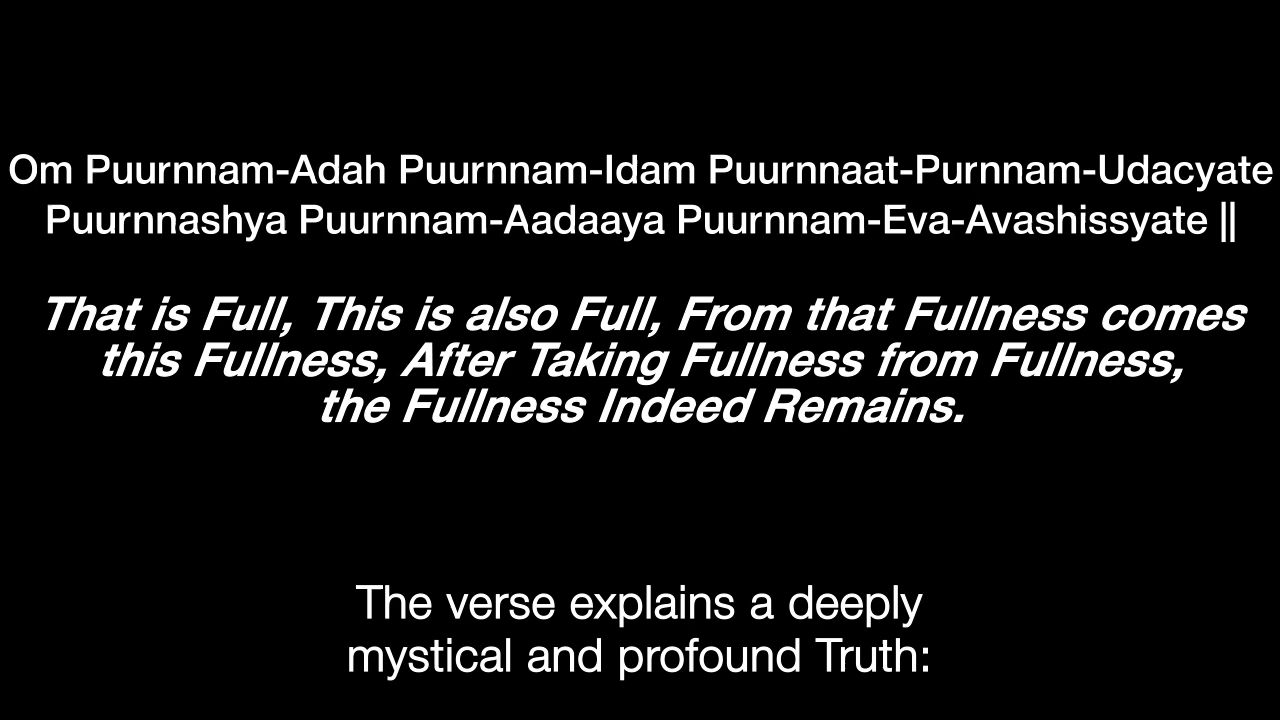 Om Puurnnam-Adah Puurnnam-Idam Puurnnaat-Purnnam-Udacyate
Puurnnashya Puurnnam-Aadaaya Puurnnam-Eva-Avashissyate ||
That is Full, This is also Full, From that Fullness comes
this Fullness, After Taking Fullness from Fullness,
the Fullness Indeed Remains.
The verse explains a deeply
mystical and profound Truth: